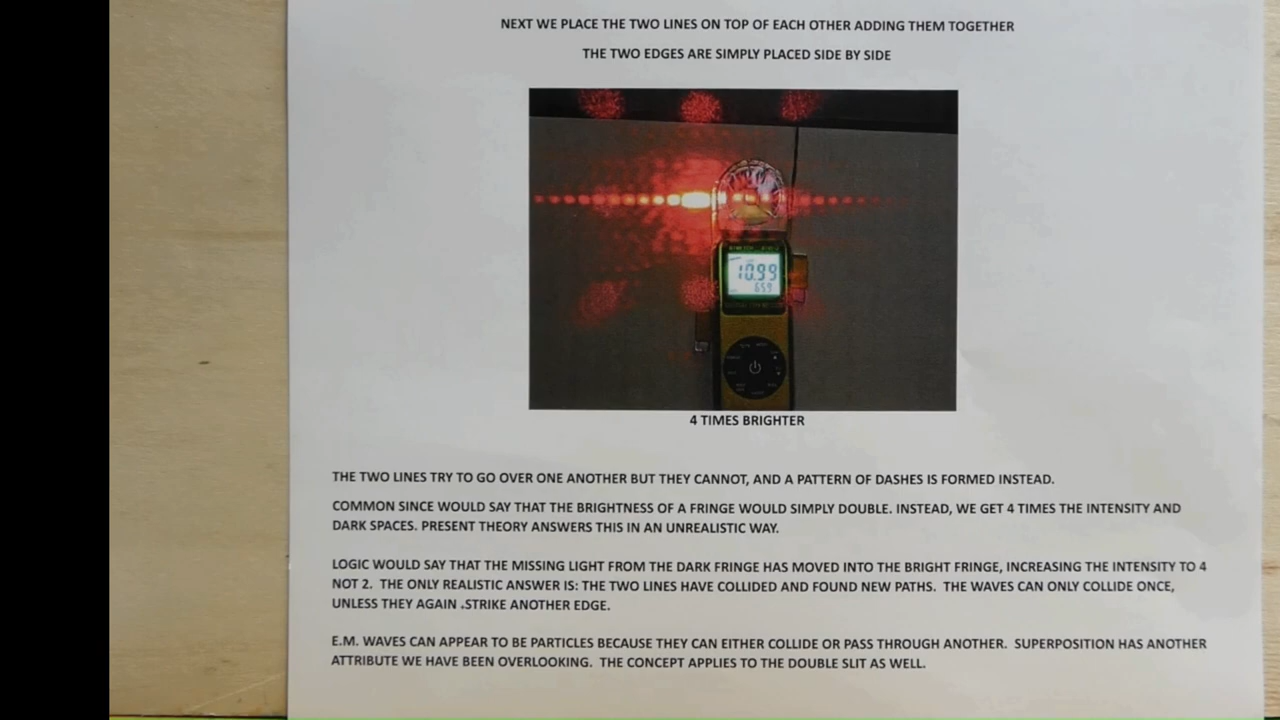 NEXT WE PLACE THE TWO LINES ON TOP OF EACH OTHER ADDING THEM TOGETHER
THE TWO EDGES ARE SIMPLY PLACED SIDE BY SIDE
10.99
659
4 TIMES BRIGHTER
THE TWO LINES TRY TO GO OVER ONE ANOTHER BUT THEY CANNOT, AND A PATTERN OF DASHES IS FORMED INSTEAD.
COMMON SINCE WOULD SAY THAT THE BRIGHTNESS OF A FRINGE WOULD SIMPLY DOUBLE. INSTEAD, WE GET 4 TIMES THE INTENSITY AND
DARK SPACES. PRESENT THEORY ANSWERS THIS IN AN UNREALISTIC WAY.
LOGIC WOULD SAY THAT THE MISSING LIGHT FROM THE DARK FRINGE HAS MOVED INTO THE BRIGHT FRINGE, INCREASING THE INTENSITY TO 4
NOT 2. THE ONLY REALISTIC ANSWER IS: THE TWO LINES HAVE COLLIDED AND FOUND NEW PATHS. THE WAVES CAN ONLY COLLIDE ONCE,
UNLESS THEY AGAIN .STRIKE ANOTHER EDGE.
E.M. WAVES CAN APPEAR TO BE PARTICLES BECAUSE THEY CAN EITHER COLLIDE OR PASS THROUGH ANOTHER. SUPERPOSITION HAS ANOTHER
ATTRIBUTE WE HAVE BEEN OVERLOOKING. THE CONCEPT APPLIES TO THE DOUBLE SLIT AS WELL.